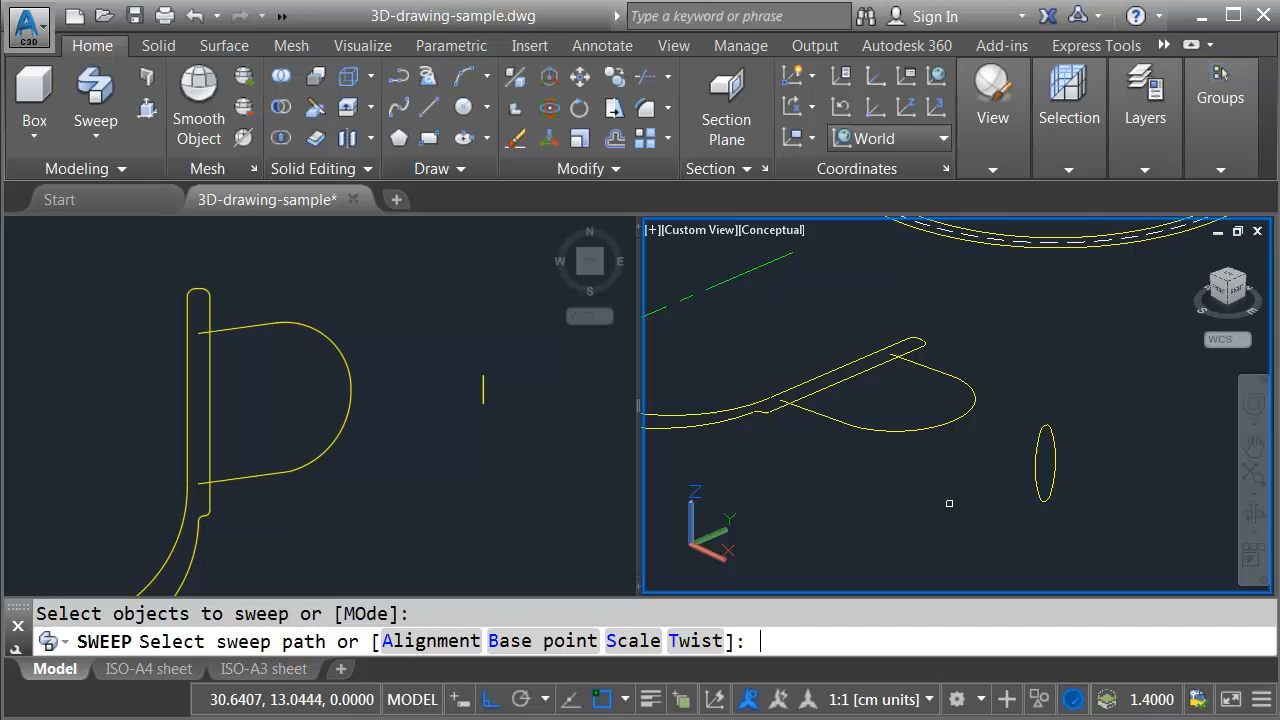 3D-drawing-sample.dwg
Type a keyword or phrase
Sign In
C3D
Home Solid Surface Mesh Visualize Parametric Insert Annotate View Manage Output Autodesk 360 Add-ins Express Tools
Box
Sweep
Smooth
Object
Section
Plane
World
View
Selection
Layers
Groups
Modeling
Mesh
Solid Editing
Draw
Modify
Section
Coordinates
Start
3D-drawing-sample*
N
W
E
S
TOP
WCS
[+][Custom View][Conceptual]
S
E
WCS
Z
Y
X
Select objects to sweep or [MOde]:
SWEEP Select sweep path or [Alignment Base point Scale Twist]:
Model
ISO-A4 sheet
ISO-A3 sheet
30.6407, 13.0444, 0.0000
MODEL
1:1 [cm units]
1.4000